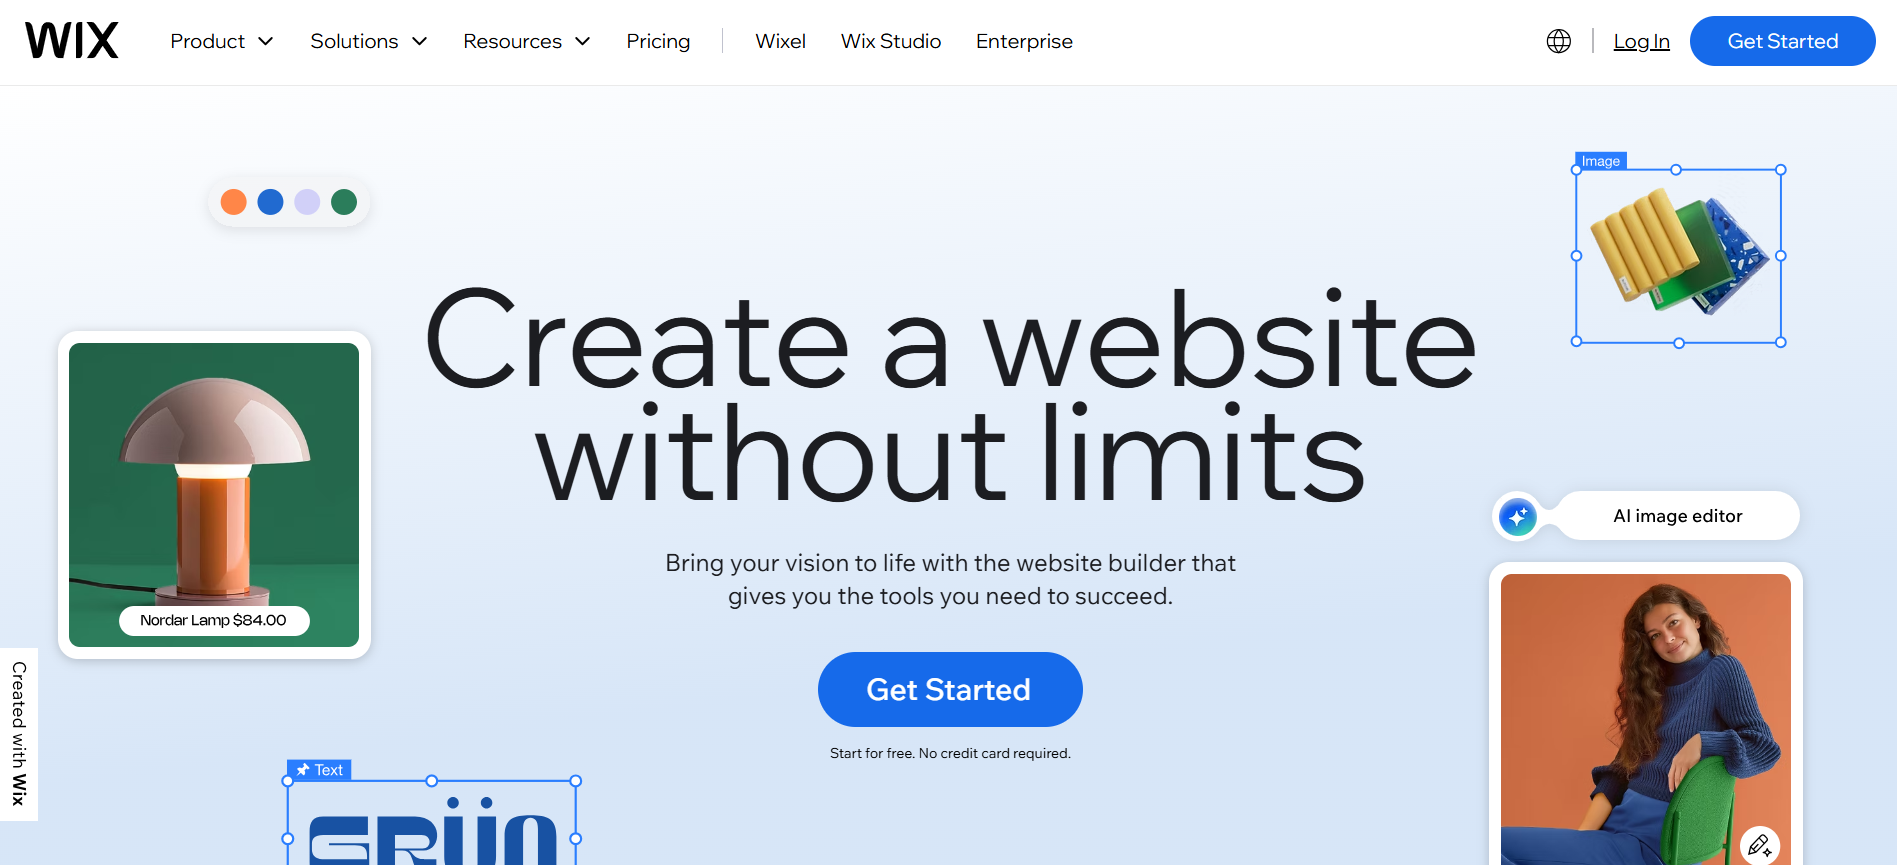 WIX
Product
Solutions
Resources
Pricing
Wixel
Wix Studio
Enterprise
Log In
Get Started
Image
Create a website
without limits
AI image editor
Bring your vision to life with the website builder that
gives you the tools you need to succeed.
Nordar Lamp $84.00
Get Started
Start for free. No credit card required.
Created with Wix
Text
GRÜN